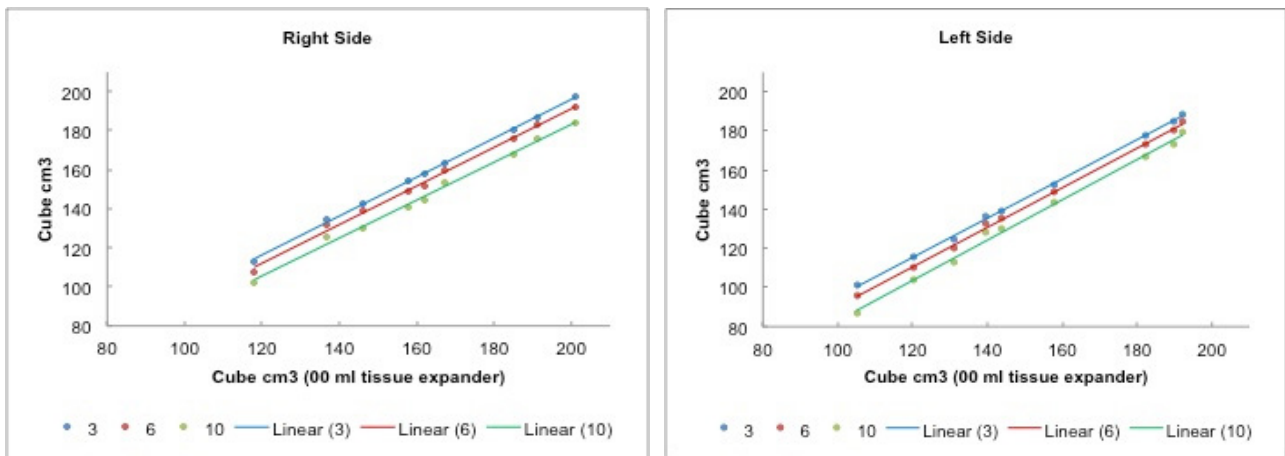 Right Side
Cube cm3
200
180
160
140
120
100
80
80 100 120 140 160 180 200
Cube cm3 (00 ml tissue expander)
3 6 10 Linear (3) Linear (6) Linear (10)
Left Side
Cube cm3
200
180
160
140
120
100
80
80 100 120 140 160 180 200
Cube cm3 (00 ml tissue expander)
3 6 10 Linear (3) Linear (6) Linear (10)